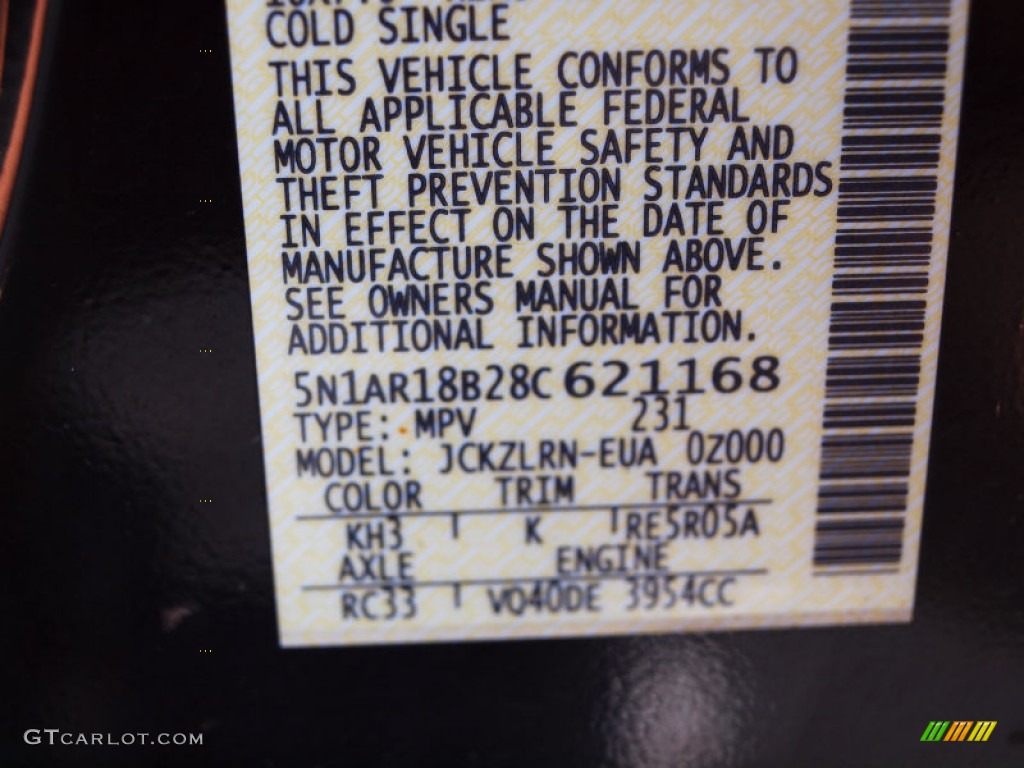 COLD SINGLE
THIS VEHICLE CONFORMS TO
ALL APPLICABLE FEDERAL
MOTOR VEHICLE SAFETY AND
THEFT PREVENTION STANDARDS
IN EFFECT ON THE DATE OF
MANUFACTURE SHOWN ABOVE.
SEE OWNERS MANUAL FOR
ADDITIONAL INFORMATION.
5N1AR18B28C621168
TYPE: MPV 231
MODEL: JCKZLRN-EUA 0Z000
COLOR TRIM TRANS
KH3 K RE5R05A
AXLE ENGINE
RC33 VQ40DE 3954CC
GTCARLOT.COM